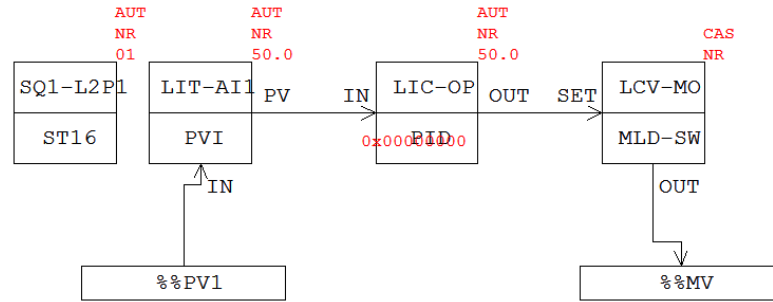 AUT
NR
01
AUT
NR
50.0
AUT
NR
50.0
CAS
NR
SQ1-L2P1
ST16
LIT-AI1
PVI
PV
IN
LIC-OP
PID
0x00000000
OUT
SET
LCV-MO
MLD-SW
IN
OUT
%%PV1
%%MV